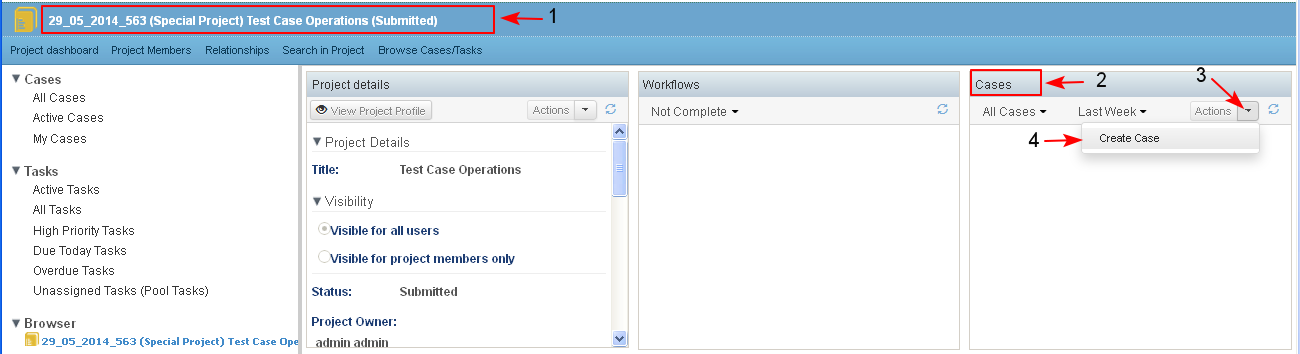 29_05_2014_563 (Special Project) Test Case Operations (Submitted)
1
Project dashboard Project Members Relationships Search in Project Browse Cases/Tasks
Cases
All Cases
Active Cases
My Cases
Tasks
Active Tasks
All Tasks
High Priority Tasks
Due Today Tasks
Overdue Tasks
Unassigned Tasks (Pool Tasks)
Browser
29_05_2014_563 (Special Project) Test Case Ope
Project details
View Project Profile Actions
Project Details
Title: Test Case Operations
Visibility
Visible for all users
Visible for project members only
Status: Submitted
Project Owner:
admin admin
Workflows
Not Complete
Cases
2
3
All Cases Last Week Actions
4
Create Case